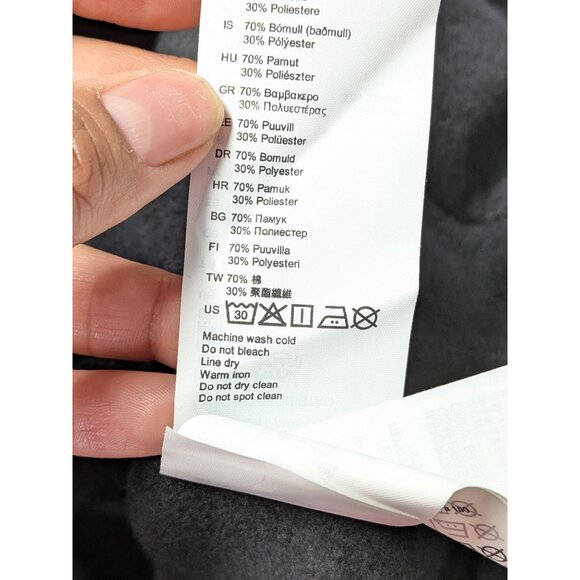 30% Poliestere
IS 70% Bómull (baðmull)
30% Pólýester
HU 70% Pamut
30% Poliészter
GR 70% Βαμβακερο
30% Πολυεστέρας
EE 70% Puuvill
30% Polüester
DR 70% Bomuld
30% Polyester
HR 70% Pamuk
30% Poliester
BG 70% Памук
30% Полиестер
FI 70% Puuvilla
30% Polyesteri
TW 70% 棉
30% 聚酯纖維
US 30
Machine wash cold
Do not bleach
Line dry
Warm iron
Do not dry clean
Do not spot clean